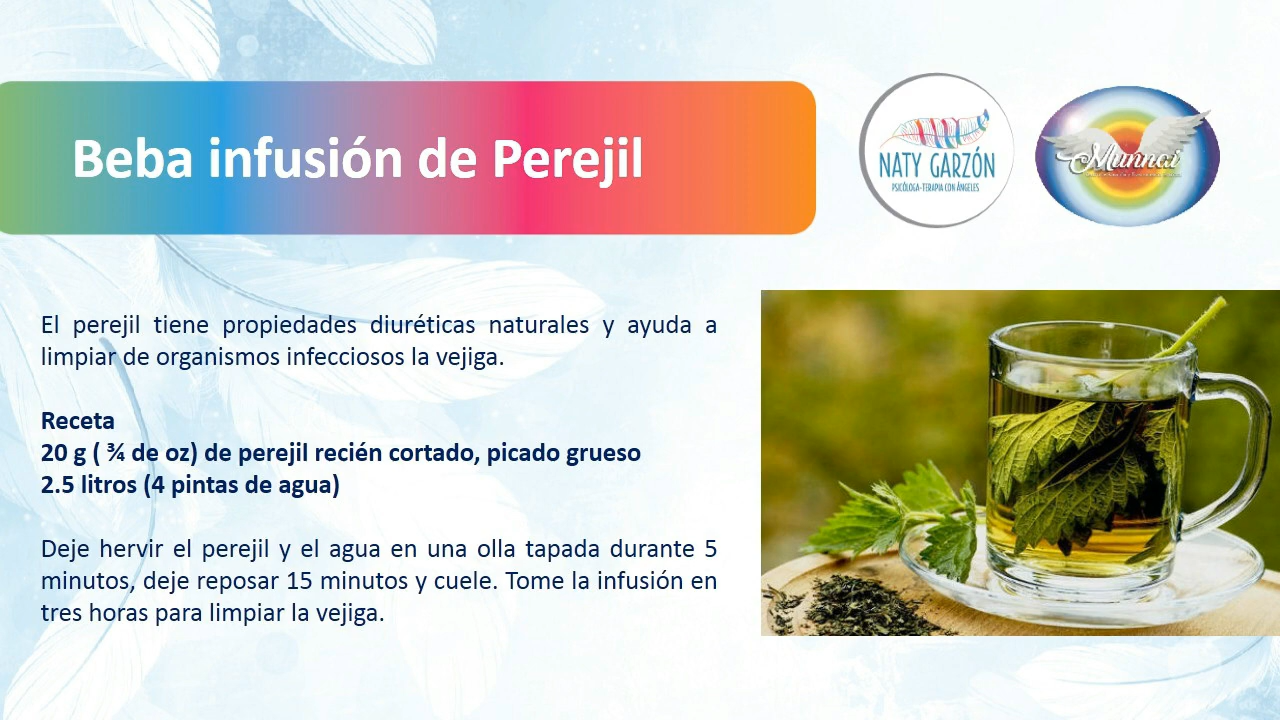 Beba infusión de Perejil
NATY GARZÓN
PSICÓLOGA-TERAPIA CON ÁNGELES
Munnai
El perejil tiene propiedades diuréticas naturales y ayuda a
limpiar de organismos infecciosos la vejiga.
Receta
20 g ( ¾ de oz) de perejil recién cortado, picado grueso
2.5 litros (4 pintas de agua)
Deje hervir el perejil y el agua en una olla tapada durante 5
minutos, deje reposar 15 minutos y cuele. Tome la infusión en
tres horas para limpiar la vejiga.